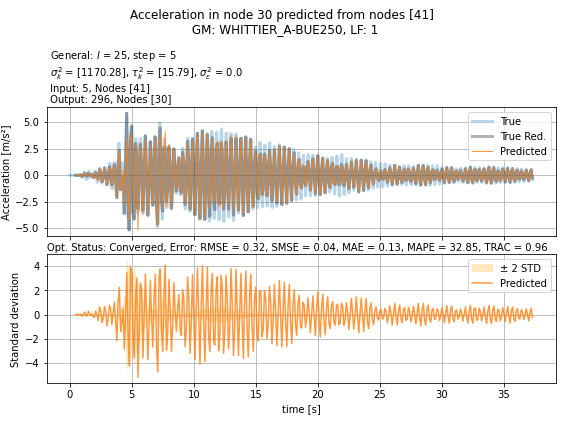 Acceleration in node 30 predicted from nodes [41]
GM: WHITTIER_A-BUE250, LF: 1
General: l = 25, step = 5
σ²ₖ = [1170.28], τ²ₖ = [15.79], σ²ₑ = 0.0
Input: 5, Nodes [41]
Output: 296, Nodes [30]
Acceleration [m/s²]
5.0
2.5
0.0
−2.5
−5.0
True
True Red.
Predicted
Opt. Status: Converged, Error: RMSE = 0.32, SMSE = 0.04, MAE = 0.13, MAPE = 32.85, TRAC = 0.96
Standard deviation
4
2
0
−2
−4
± 2 STD
Predicted
0 5 10 15 20 25 30 35
time [s]